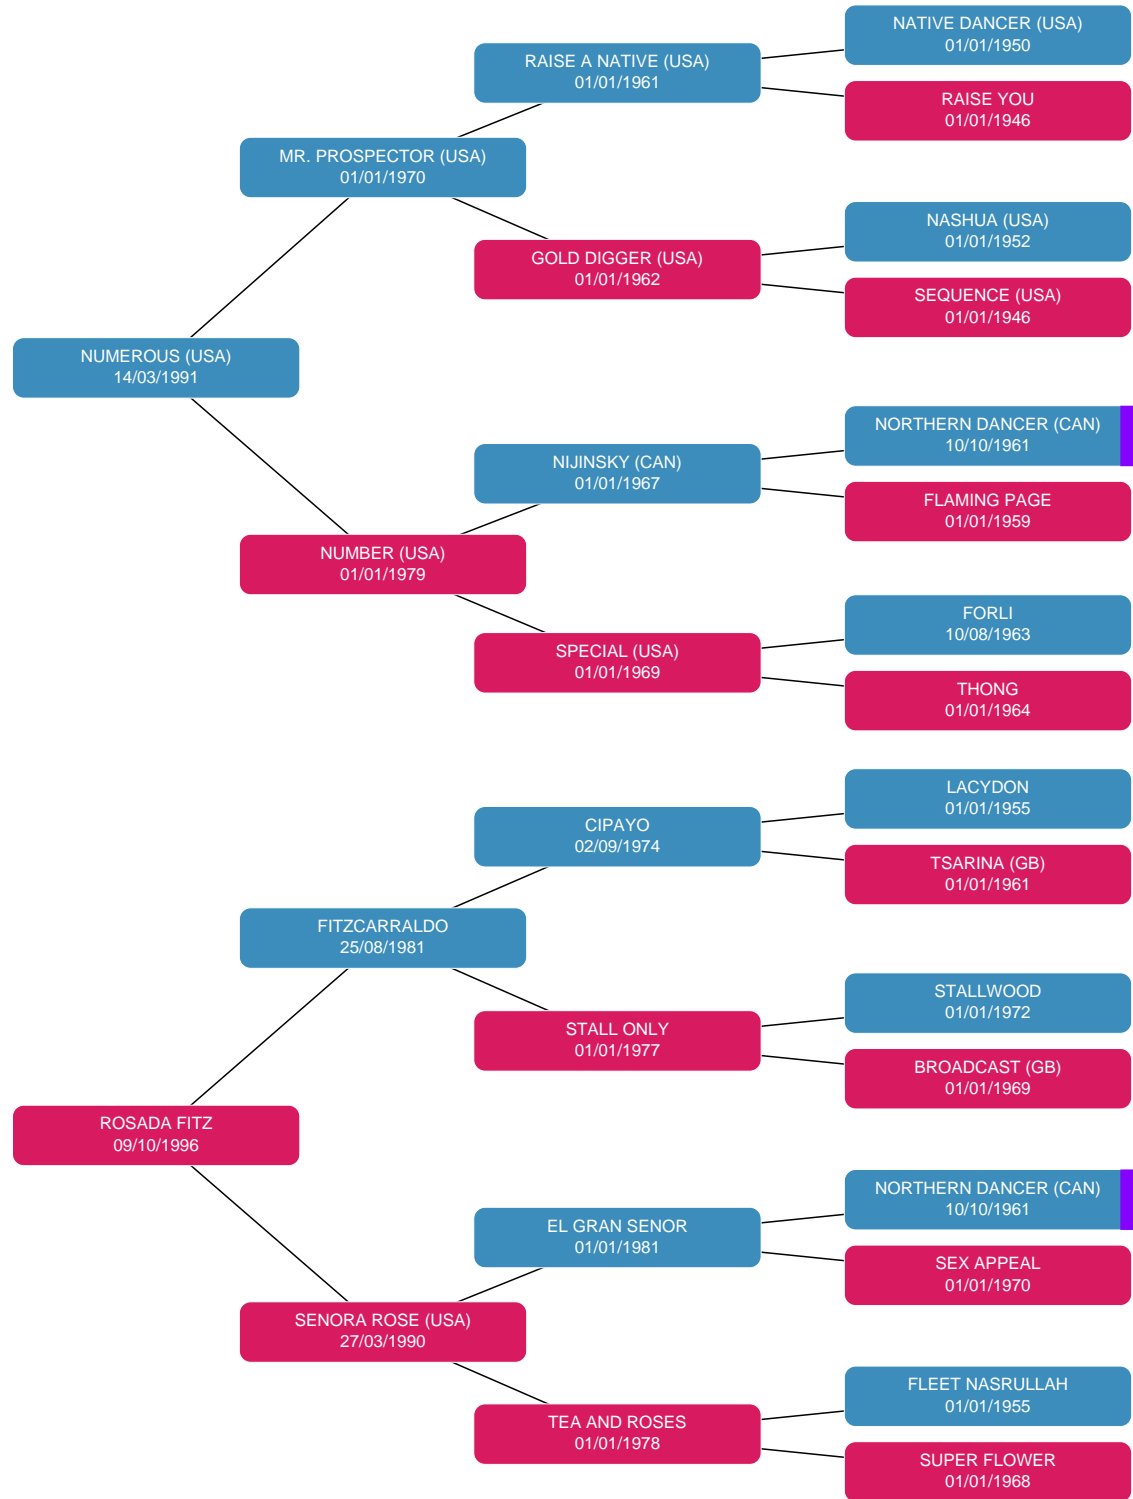 NATIVE DANCER (USA)
01/01/1950
RAISE A NATIVE (USA)
01/01/1961
RAISE YOU
01/01/1946
MR. PROSPECTOR (USA)
01/01/1970
NASHUA (USA)
01/01/1952
GOLD DIGGER (USA)
01/01/1962
SEQUENCE (USA)
01/01/1946
NUMEROUS (USA)
14/03/1991
NORTHERN DANCER (CAN)
10/10/1961
NIJINSKY (CAN)
01/01/1967
FLAMING PAGE
01/01/1959
NUMBER (USA)
01/01/1979
FORLI
10/08/1963
SPECIAL (USA)
01/01/1969
THONG
01/01/1964
LACYDON
01/01/1955
CIPAYO
02/09/1974
TSARINA (GB)
01/01/1961
FITZCARRALDO
25/08/1981
STALLWOOD
01/01/1972
STALL ONLY
01/01/1977
BROADCAST (GB)
01/01/1969
ROSADA FITZ
09/10/1996
NORTHERN DANCER (CAN)
10/10/1961
EL GRAN SENOR
01/01/1981
SEX APPEAL
01/01/1970
SENORA ROSE (USA)
27/03/1990
FLEET NASRULLAH
01/01/1955
TEA AND ROSES
01/01/1978
SUPER FLOWER
01/01/1968